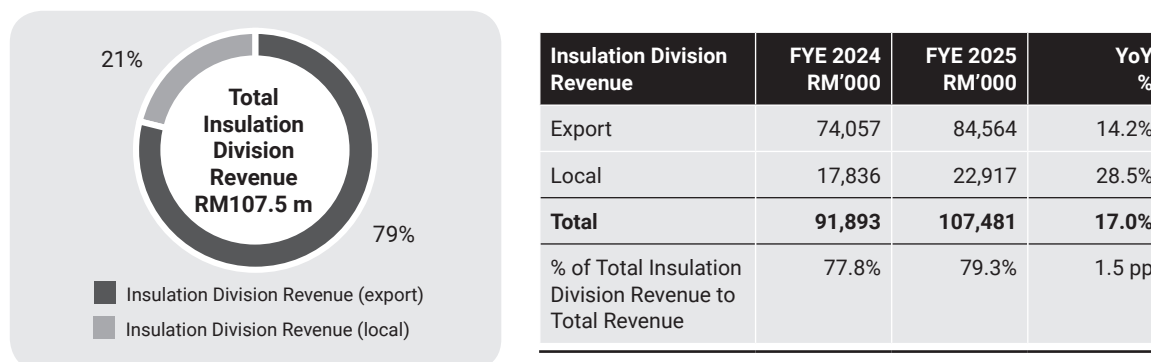 21%
Total
Insulation
Division
Revenue
RM107.5 m
79%
Insulation Division Revenue (export)
Insulation Division Revenue (local)
Insulation Division Revenue FYE 2024 RM’000 FYE 2025 RM’000 YoY %
Export 74,057 84,564 14.2%
Local 17,836 22,917 28.5%
Total 91,893 107,481 17.0%
% of Total Insulation 77.8% 79.3% 1.5 pp
Division Revenue to
Total Revenue